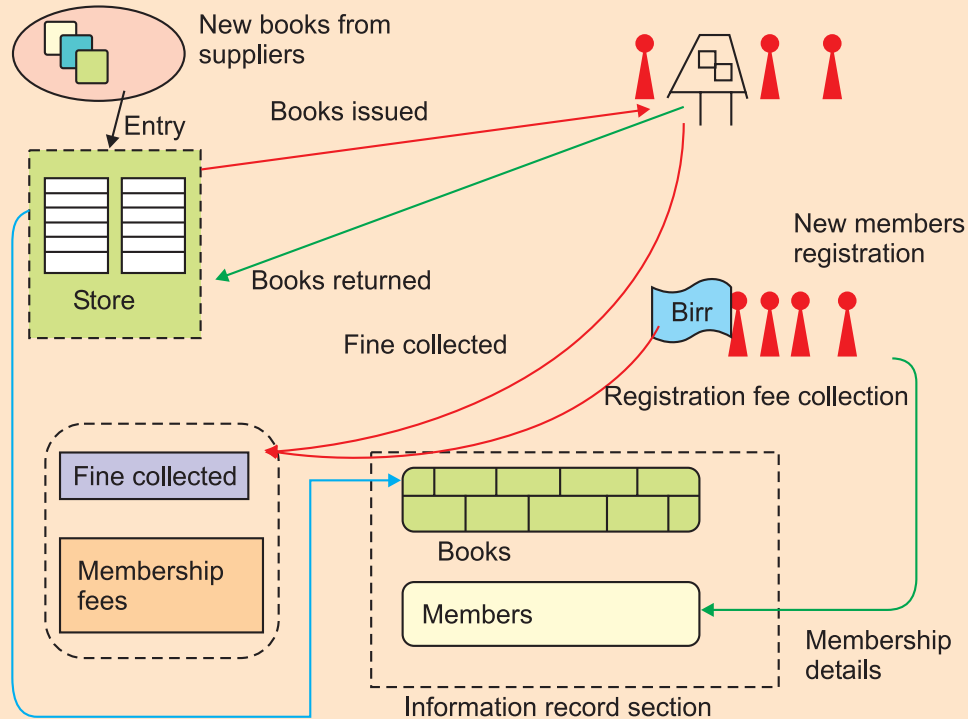 New books from
suppliers
Entry
Books issued
Store
Books returned
New members
registration
Birr
Fine collected
Registration fee collection
Fine collected
Membership
fees
Books
Members
Membership
details
Information record section